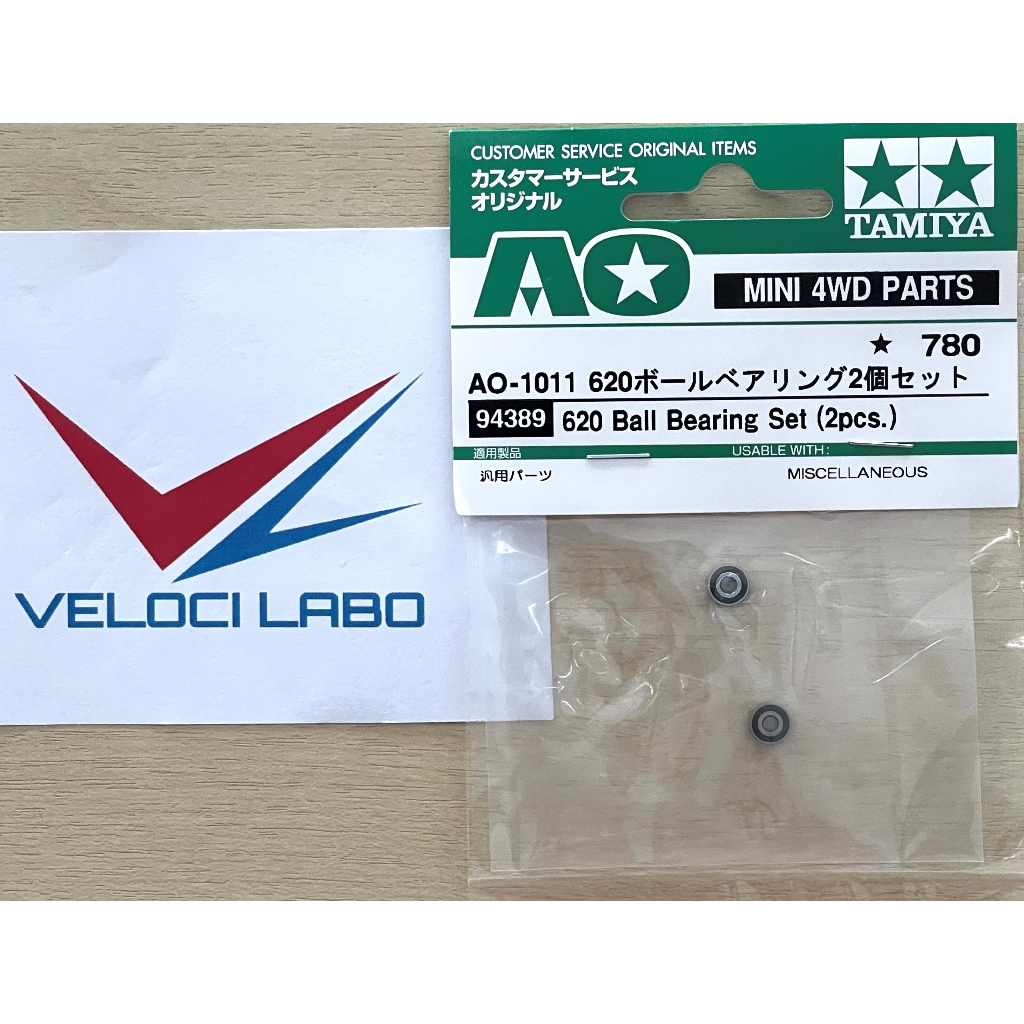 VELOCI LABO
CUSTOMER SERVICE ORIGINAL ITEMS
カスタマーサービス
オリジナル
TAMIYA
AO
MINI 4WD PARTS
★ 780
AO-1011 620ボールベアリング2個セット
94389 620 Ball Bearing Set (2pcs.)
適用製品 USABLE WITH:
汎用パーツ MISCELLANEOUS